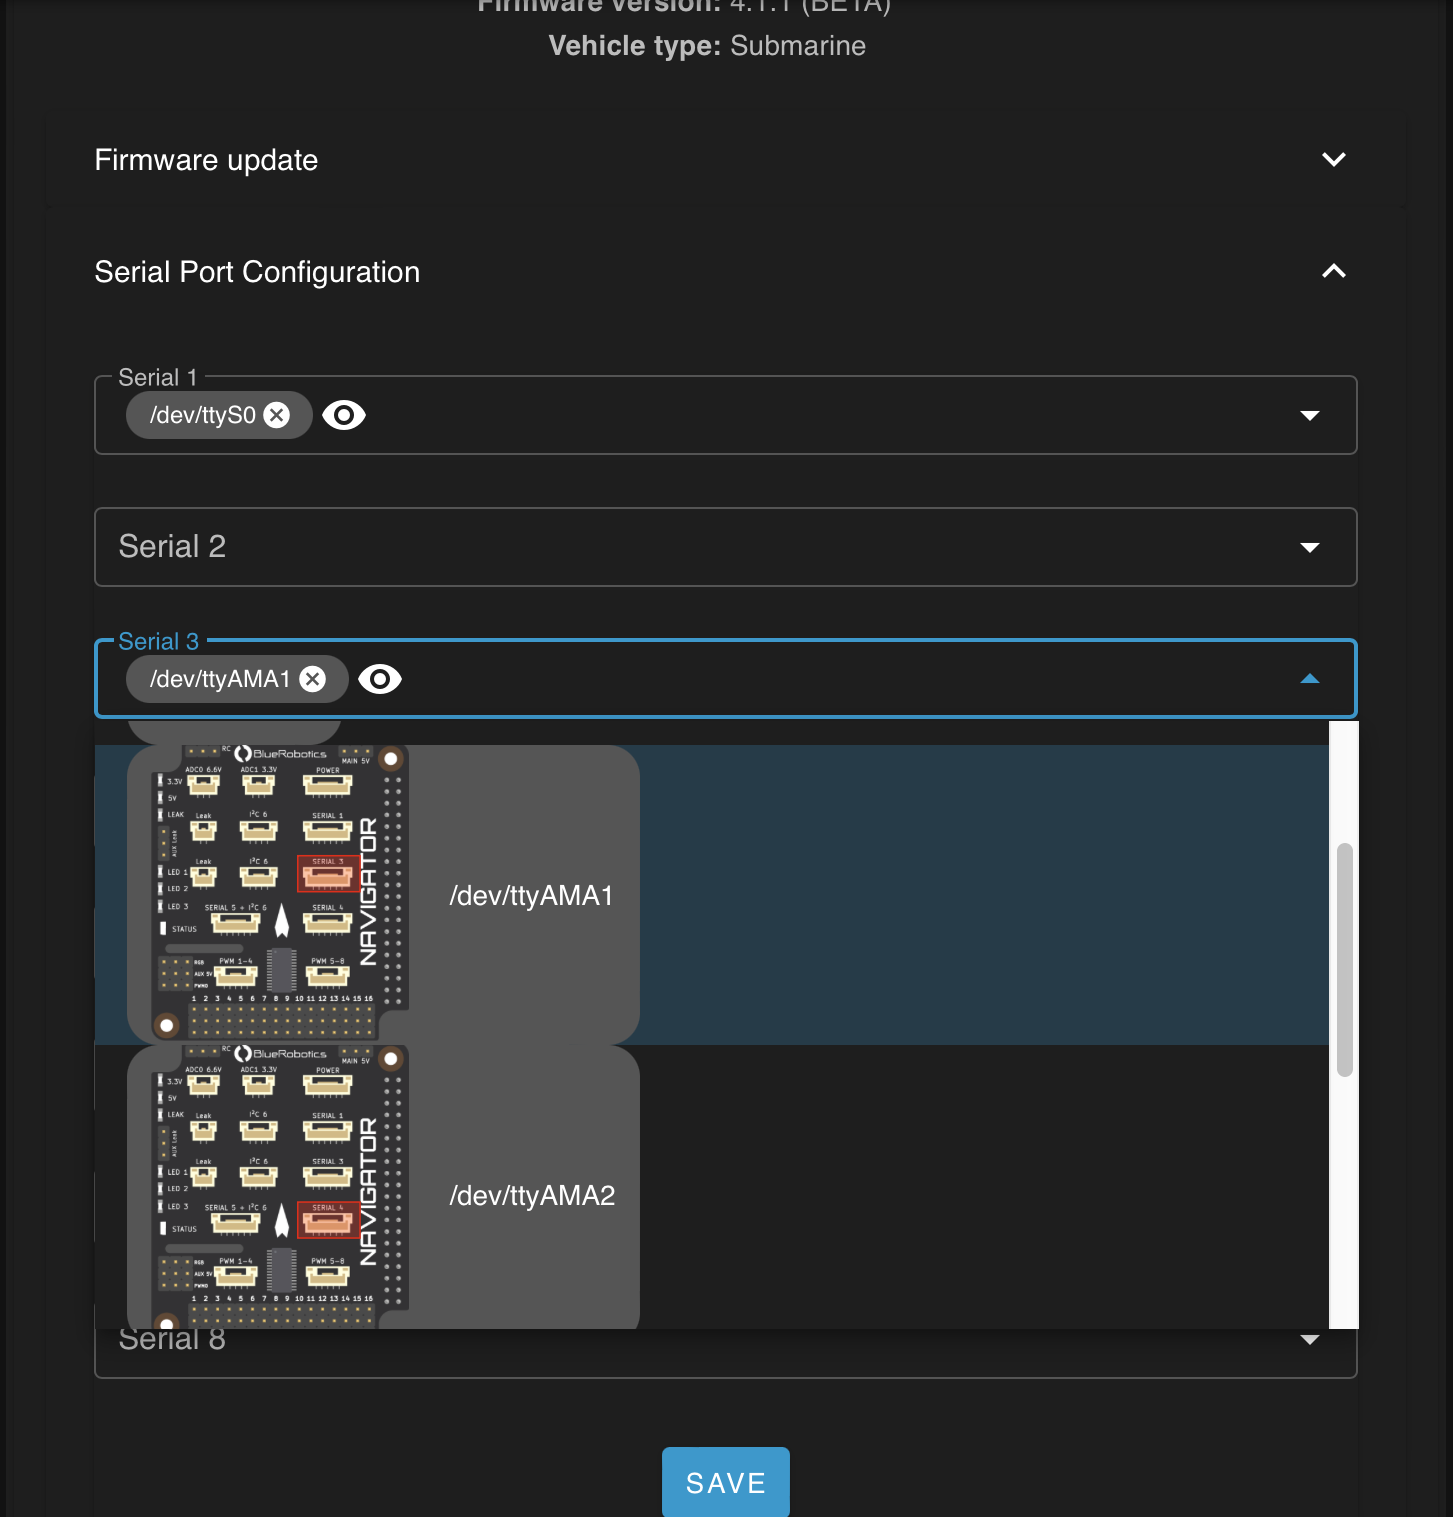 Firmware version: 4.1.1 (BETA)
Vehicle type: Submarine
Firmware update
Serial Port Configuration
Serial 1
/dev/ttyS0
Serial 2
Serial 3
/dev/ttyAMA1
RC BlueRobotics MAIN 5V
ADC0 6.6V ADC1 3.3V POWER
3.3V
5V
LEAK Leak I²C 6 SERIAL 1
AUX Leak
Leak I²C 6 SERIAL 3
LED 1
LED 2
LED 3 SERIAL 5 + I²C 6 SERIAL 4
STATUS
NAVIGATOR
RGB PWM 1-4 PWM 5-8
AUX 5V
PWM0
1 2 3 4 5 6 7 8 9 10 11 12 13 14 15 16
/dev/ttyAMA1
RC BlueRobotics MAIN 5V
ADC0 6.6V ADC1 3.3V POWER
3.3V
5V
LEAK Leak I²C 6 SERIAL 1
AUX Leak
Leak I²C 6 SERIAL 3
LED 1
LED 2
LED 3 SERIAL 5 + I²C 6 SERIAL 4
STATUS
NAVIGATOR
RGB PWM 1-4 PWM 5-8
AUX 5V
PWM0
1 2 3 4 5 6 7 8 9 10 11 12 13 14 15 16
/dev/ttyAMA2
Serial 8
SAVE